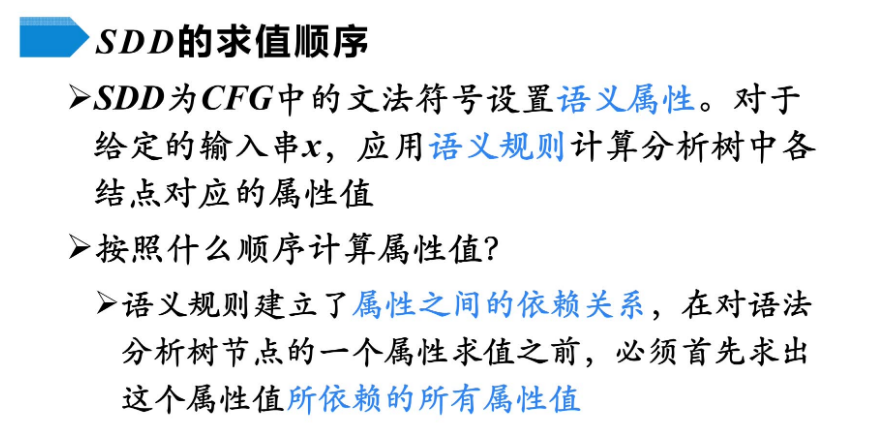 SDD的求值顺序
➢SDD为CFG中的文法符号设置语义属性。对于
给定的输入串x，应用语义规则计算分析树中各
结点对应的属性值
➢按照什么顺序计算属性值?
➢语义规则建立了属性之间的依赖关系，在对语法
分析树节点的一个属性求值之前，必须首先求出
这个属性值所依赖的所有属性值